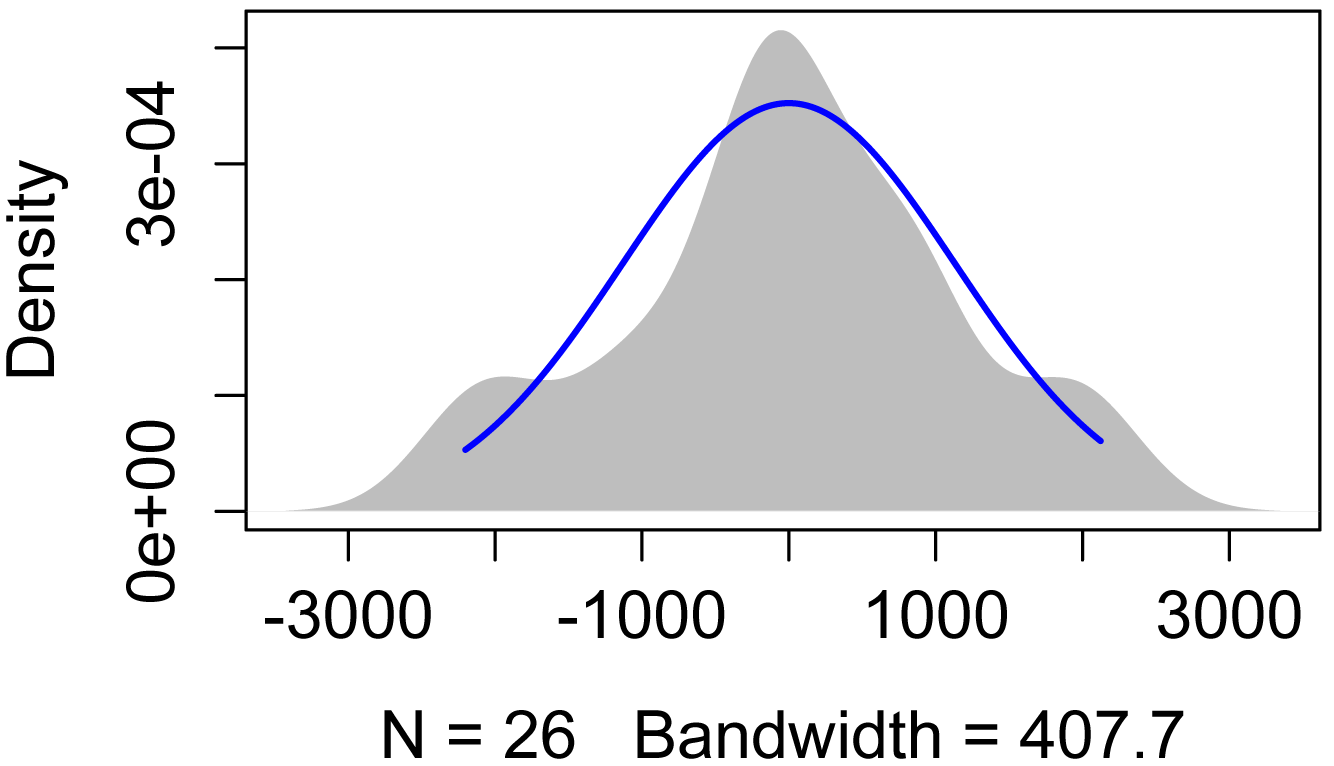 Density
3e-04
0e+00
-3000 -1000 1000 3000
N = 26 Bandwidth = 407.7